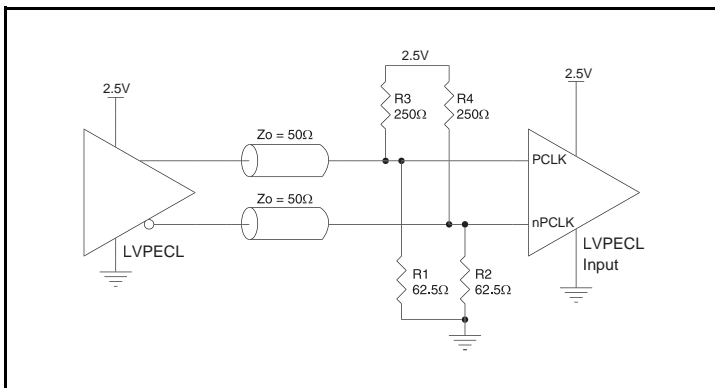 2.5V
2.5V
2.5V
R3
250Ω
R4
250Ω
Zo = 50Ω
PCLK
Zo = 50Ω
nPCLK
LVPECL
LVPECL
Input
R1
62.5Ω
R2
62.5Ω